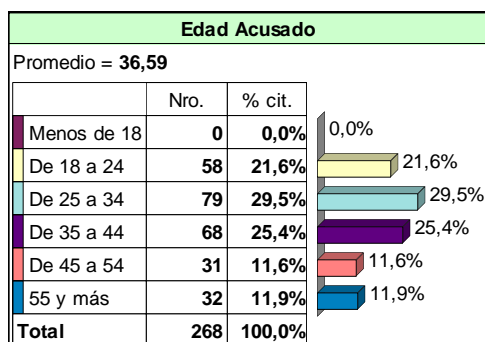 Edad Acusado
Promedio = 36,59
Nro. % cit.
Menos de 18 0 0,0% 0,0%
De 18 a 24 58 21,6% 21,6%
De 25 a 34 79 29,5% 29,5%
De 35 a 44 68 25,4% 25,4%
De 45 a 54 31 11,6% 11,6%
55 y más 32 11,9% 11,9%
Total 268 100,0%